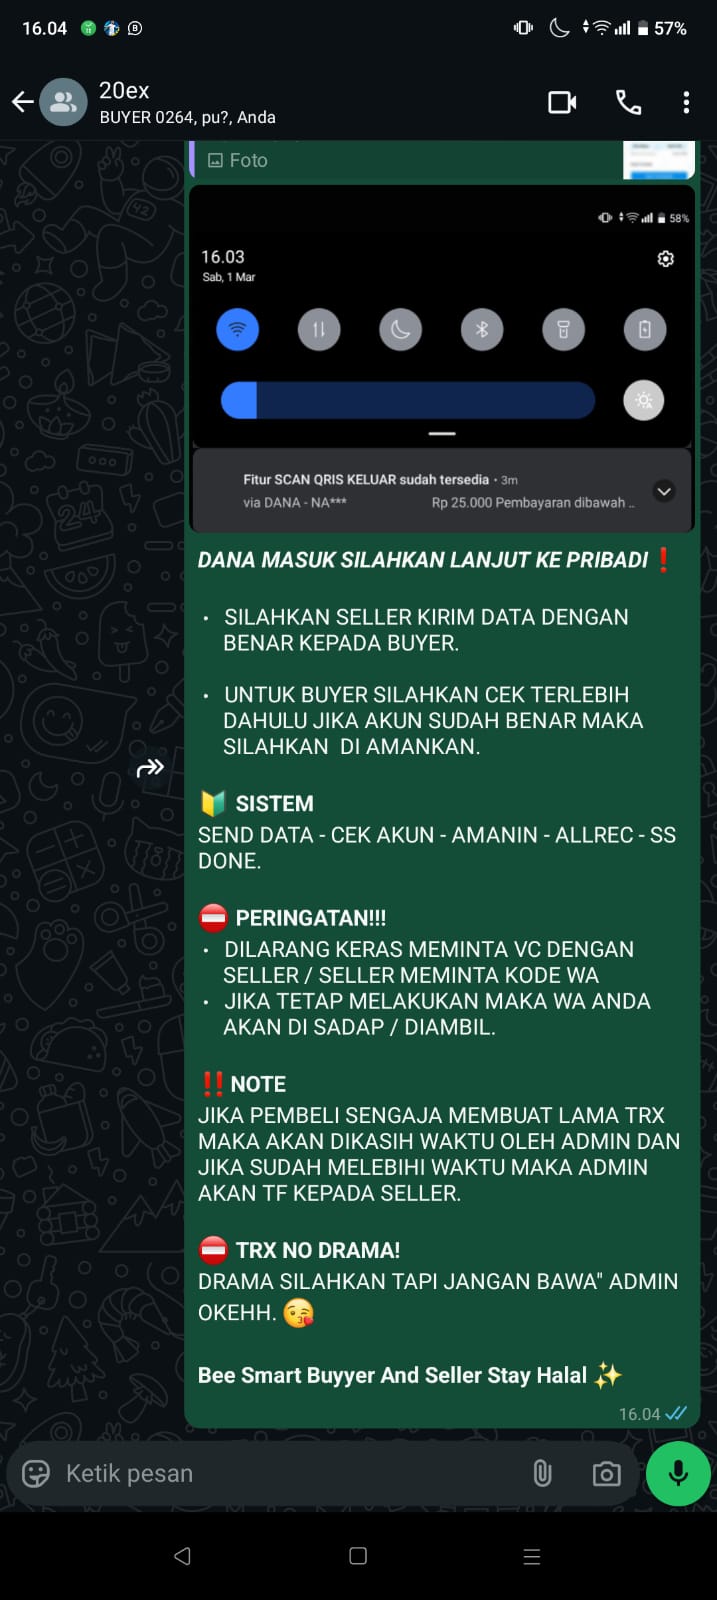 16.04 57%
20ex
BUYER 0264, pu?, Anda
Foto
58%
16.03
Sab, 1 Mar
Fitur SCAN QRIS KELUAR sudah tersedia • 3m
via DANA - NA*** Rp 25.000 Pembayaran dibawah ..
DANA MASUK SILAHKAN LANJUT KE PRIBADI❗
• SILAHKAN SELLER KIRIM DATA DENGAN
BENAR KEPADA BUYER.
• UNTUK BUYER SILAHKAN CEK TERLEBIH
DAHULU JIKA AKUN SUDAH BENAR MAKA
SILAHKAN DI AMANKAN.
🔰 SISTEM
SEND DATA - CEK AKUN - AMANIN - ALLREC - SS
DONE.
⛔ PERINGATAN!!!
• DILARANG KERAS MEMINTA VC DENGAN
SELLER / SELLER MEMINTA KODE WA
• JIKA TETAP MELAKUKAN MAKA WA ANDA
AKAN DI SADAP / DIAMBIL.
‼️ NOTE
JIKA PEMBELI SENGAJA MEMBUAT LAMA TRX
MAKA AKAN DIKASIH WAKTU OLEH ADMIN DAN
JIKA SUDAH MELEBIHI WAKTU MAKA ADMIN
AKAN TF KEPADA SELLER.
⛔ TRX NO DRAMA!
DRAMA SILAHKAN TAPI JANGAN BAWA" ADMIN
OKEHH. 😘
Bee Smart Buyyer And Seller Stay Halal ✨
16.04
Ketik pesan